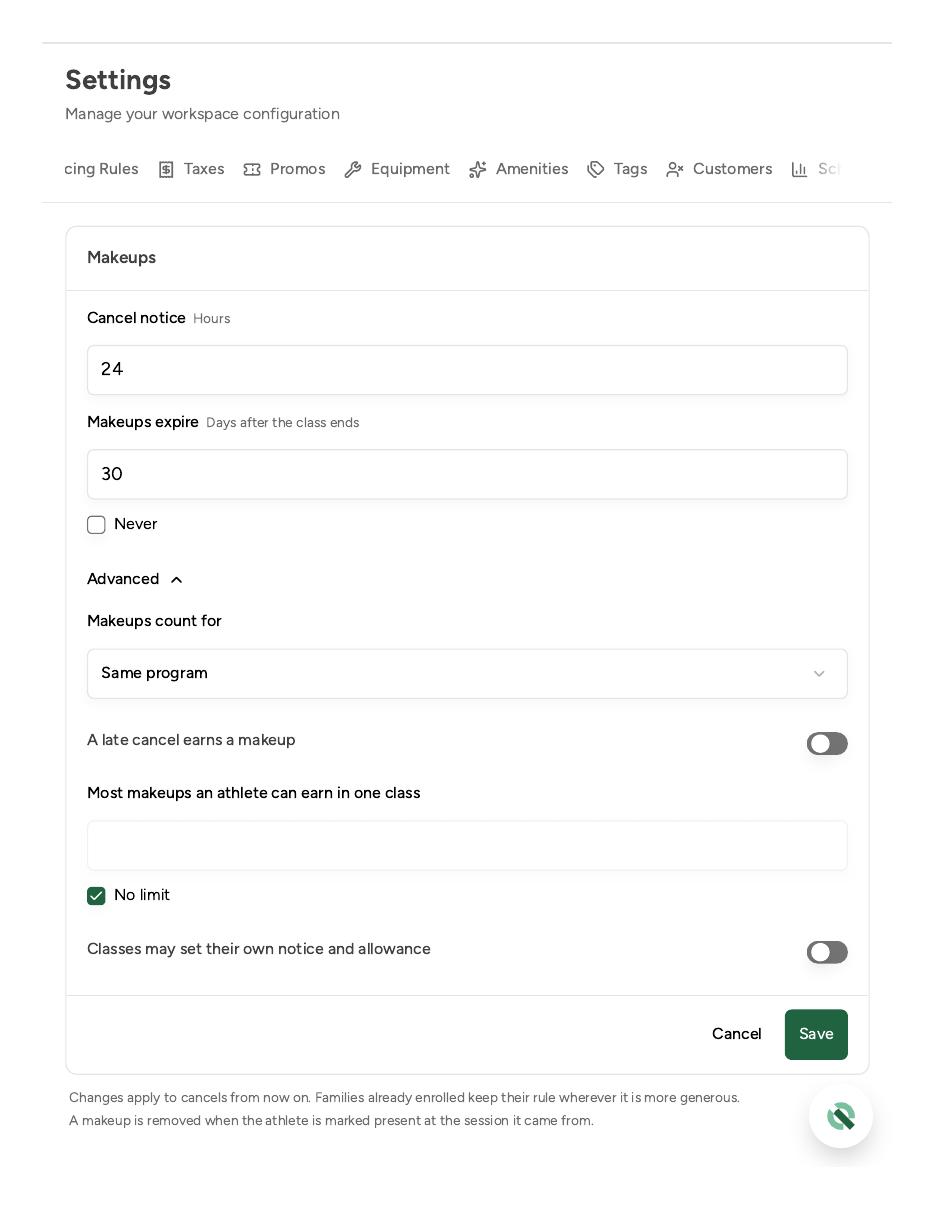 Settings
Manage your workspace configuration
cing Rules Taxes Promos Equipment Amenities Tags Customers Sch
Makeups
Cancel notice Hours
24
Makeups expire Days after the class ends
30
Never
Advanced
Makeups count for
Same program
A late cancel earns a makeup
Most makeups an athlete can earn in one class
No limit
Classes may set their own notice and allowance
Cancel Save
Changes apply to cancels from now on. Families already enrolled keep their rule wherever it is more generous.
A makeup is removed when the athlete is marked present at the session it came from.